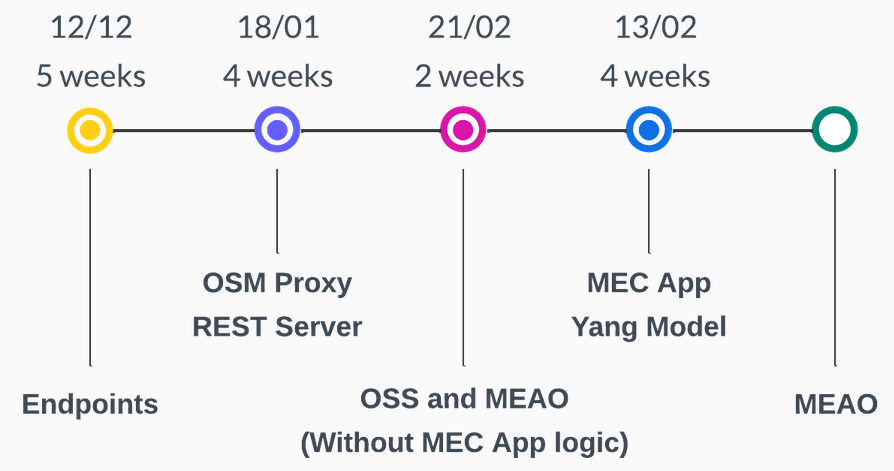 12/12
5 weeks
18/01
4 weeks
21/02
2 weeks
13/02
4 weeks
Endpoints
OSM Proxy
REST Server
OSS and MEAO
(Without MEC App logic)
MEC App
Yang Model
MEAO